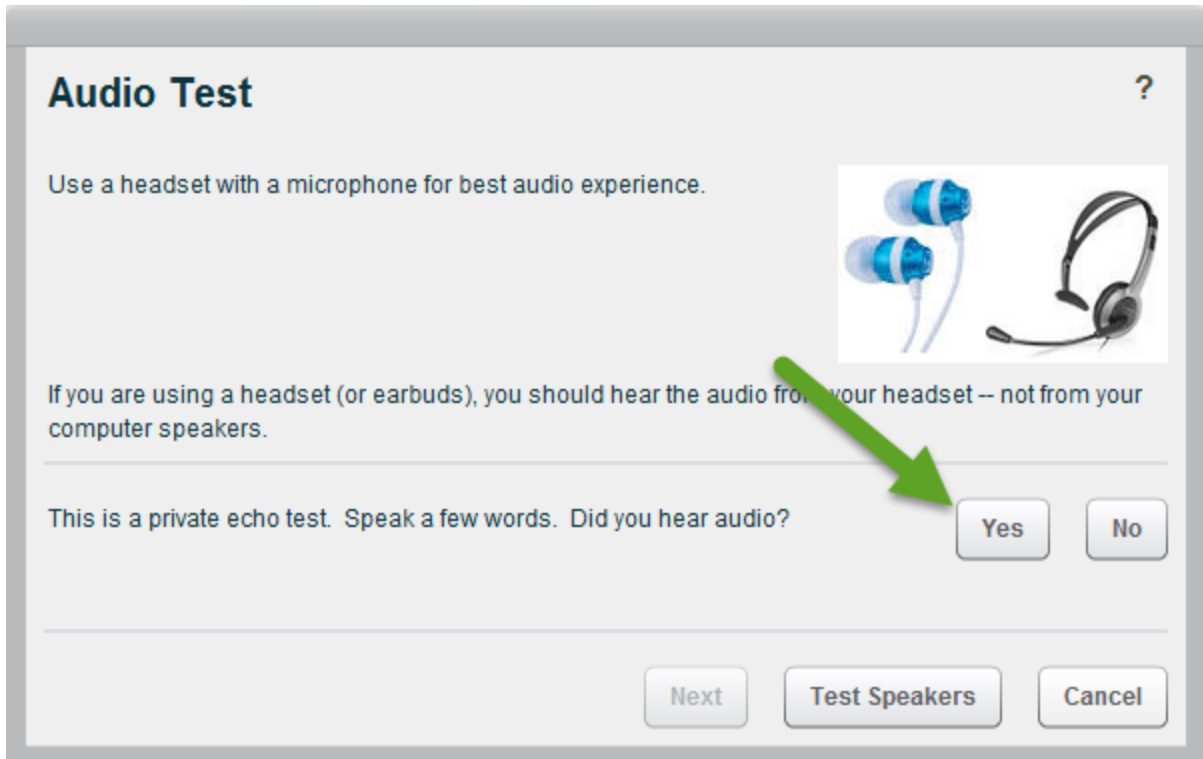 Audio Test
?
Use a headset with a microphone for best audio experience.
If you are using a headset (or earbuds), you should hear the audio your headset -- not from your
computer speakers.
This is a private echo test. Speak a few words. Did you hear audio?
Yes
No
Next
Test Speakers
Cancel